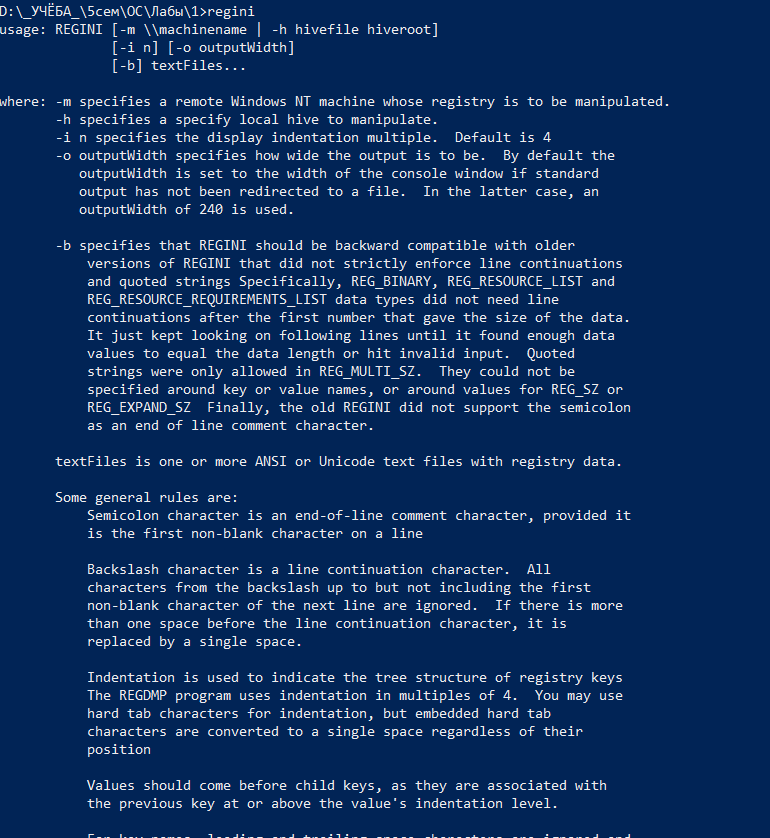 D:\_УЧЁБА_\5сем\ОС\Лабы\1>regini
usage: REGINI [-m \\machinename | -h hivefile hiveroot]
[-i n] [-o outputWidth]
[-b] textFiles...
where: -m specifies a remote Windows NT machine whose registry is to be manipulated.
-h specifies a specify local hive to manipulate.
-i n specifies the display indentation multiple.  Default is 4
-o outputWidth specifies how wide the output is to be.  By default the
outputWidth is set to the width of the console window if standard
output has not been redirected to a file.  In the latter case, an
outputWidth of 240 is used.
-b specifies that REGINI should be backward compatible with older
versions of REGINI that did not strictly enforce line continuations
and quoted strings Specifically, REG_BINARY, REG_RESOURCE_LIST and
REG_RESOURCE_REQUIREMENTS_LIST data types did not need line
continuations after the first number that gave the size of the data.
It just kept looking on following lines until it found enough data
values to equal the data length or hit invalid input.  Quoted
strings were only allowed in REG_MULTI_SZ.  They could not be
specified around key or value names, or around values for REG_SZ or
REG_EXPAND_SZ  Finally, the old REGINI did not support the semicolon
as an end of line comment character.
textFiles is one or more ANSI or Unicode text files with registry data.
Some general rules are:
Semicolon character is an end-of-line comment character, provided it
is the first non-blank character on a line
Backslash character is a line continuation character.  All
characters from the backslash up to but not including the first
non-blank character of the next line are ignored.  If there is more
than one space before the line continuation character, it is
replaced by a single space.
Indentation is used to indicate the tree structure of registry keys
The REGDMP program uses indentation in multiples of 4.  You may use
hard tab characters for indentation, but embedded hard tab
characters are converted to a single space regardless of their
position
Values should come before child keys, as they are associated with
the previous key at or above the value's indentation level.
For key names, leading and trailing space characters are ignored and